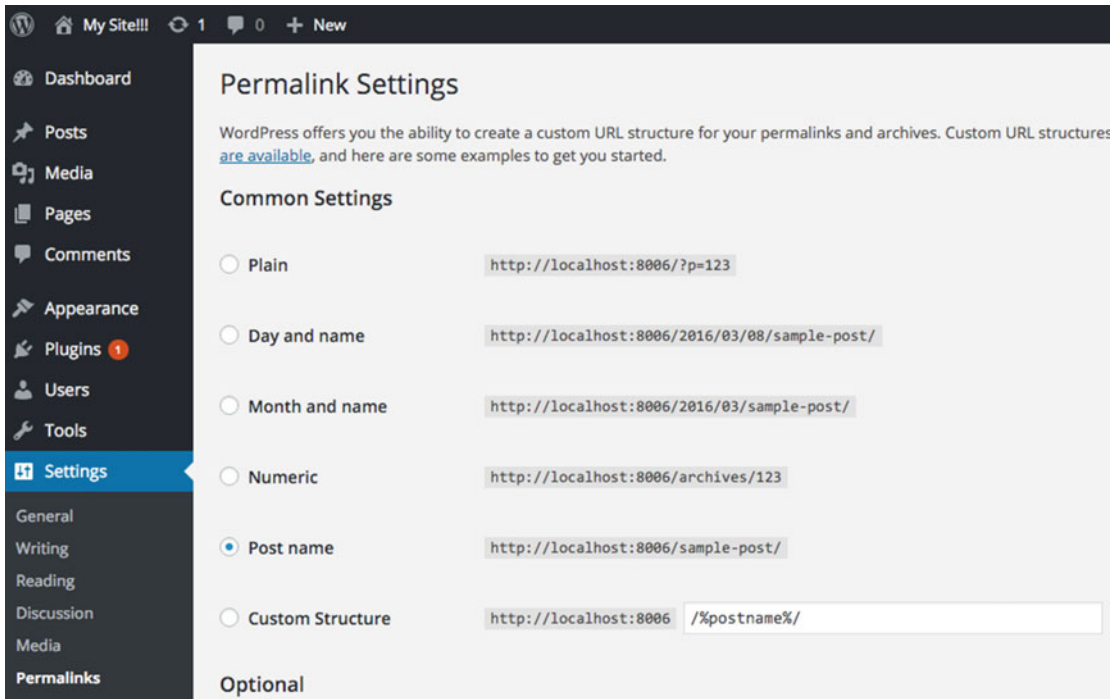 My Site!!! 1 0 + New
Dashboard
Posts
Media
Pages
Comments
Appearance
Plugins 1
Users
Tools
Settings
General
Writing
Reading
Discussion
Media
Permalinks
Permalink Settings
WordPress offers you the ability to create a custom URL structure for your permalinks and archives. Custom URL structures
are available, and here are some examples to get you started.
Common Settings
Plain http://localhost:8006/?p=123
Day and name http://localhost:8006/2016/03/08/sample-post/
Month and name http://localhost:8006/2016/03/sample-post/
Numeric http://localhost:8006/archives/123
Post name http://localhost:8006/sample-post/
Custom Structure http://localhost:8006 /%postname%/
Optional